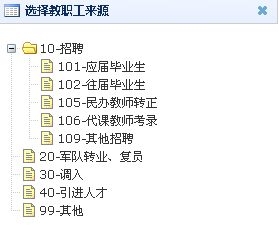 选择教职工来源
10-招聘
101-应届毕业生
102-往届毕业生
105-民办教师转正
106-代课教师考录
109-其他招聘
20-军队转业、复员
30-调入
40-引进人才
99-其他